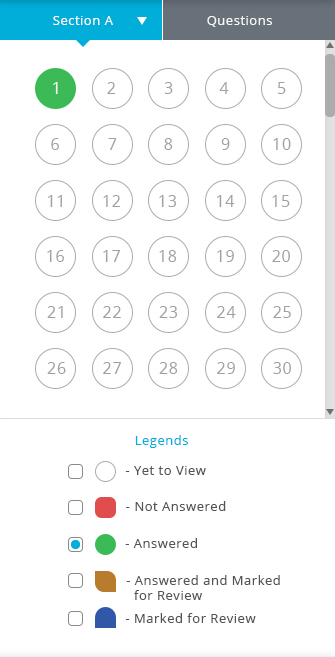 Section A Questions
1 2 3 4 5
6 7 8 9 10
11 12 13 14 15
16 17 18 19 20
21 22 23 24 25
26 27 28 29 30
Legends
- Yet to View
- Not Answered
- Answered
- Answered and Marked
for Review
- Marked for Review